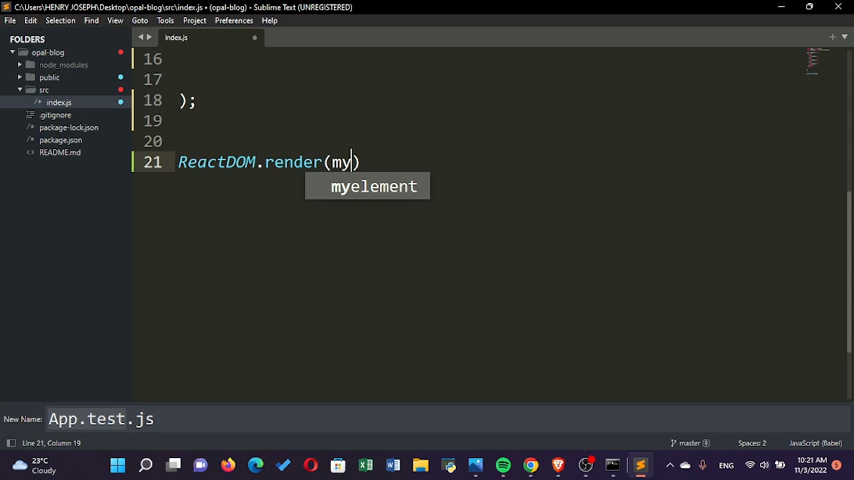 C:\Users\HENRY JOSEPH\Desktop\opal-blog\src\index.js • (opal-blog) - Sublime Text (UNREGISTERED)
File Edit Selection Find View Goto Tools Project Preferences Help
FOLDERS
opal-blog
node_modules
public
src
/* index.js
.gitignore
/* package-lock.json
/* package.json
README.md
index.js
16
17
18 );
19
20
21 ReactDOM.render(my)
myelement
New Name: App.test.js
Line 21, Column 19
master 9
Spaces: 2
JavaScript (Babel)
23°C
Cloudy
ENG
10:21 AM
11/3/2022
5